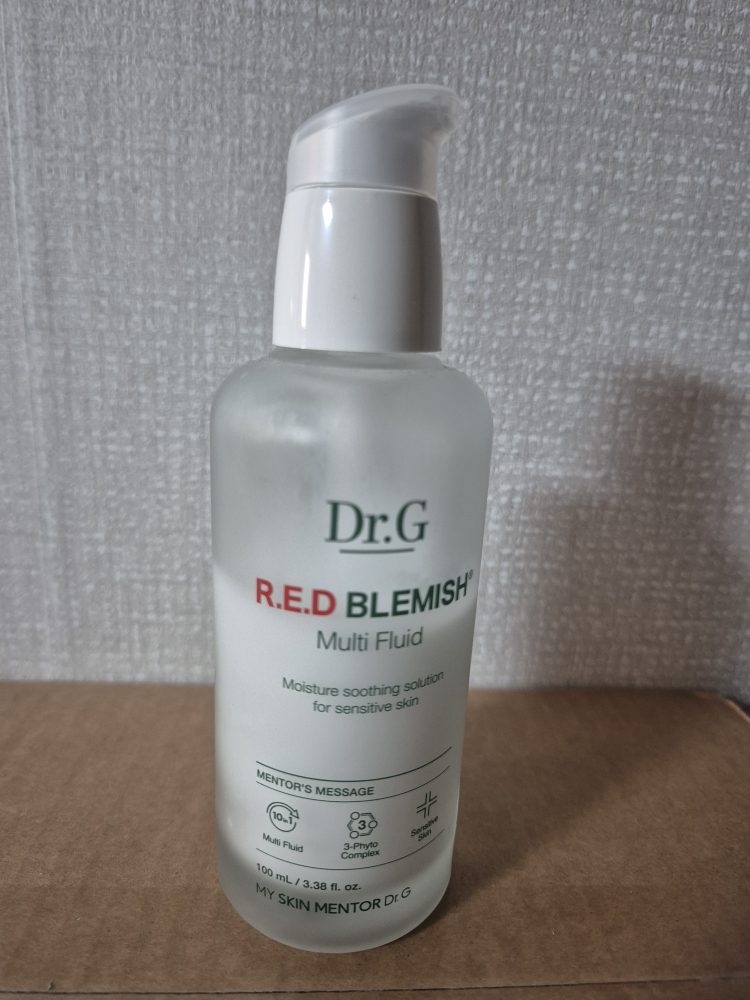 Dr.G
R.E.D BLEMISH®
Multi Fluid
Moisture soothing solution
for sensitive skin
MENTOR'S MESSAGE
10in1
Multi Fluid
3
3-Phyto
Complex
Sensitive
Skin
100 mL / 3.38 fl. oz.
MY SKIN MENTOR Dr.G